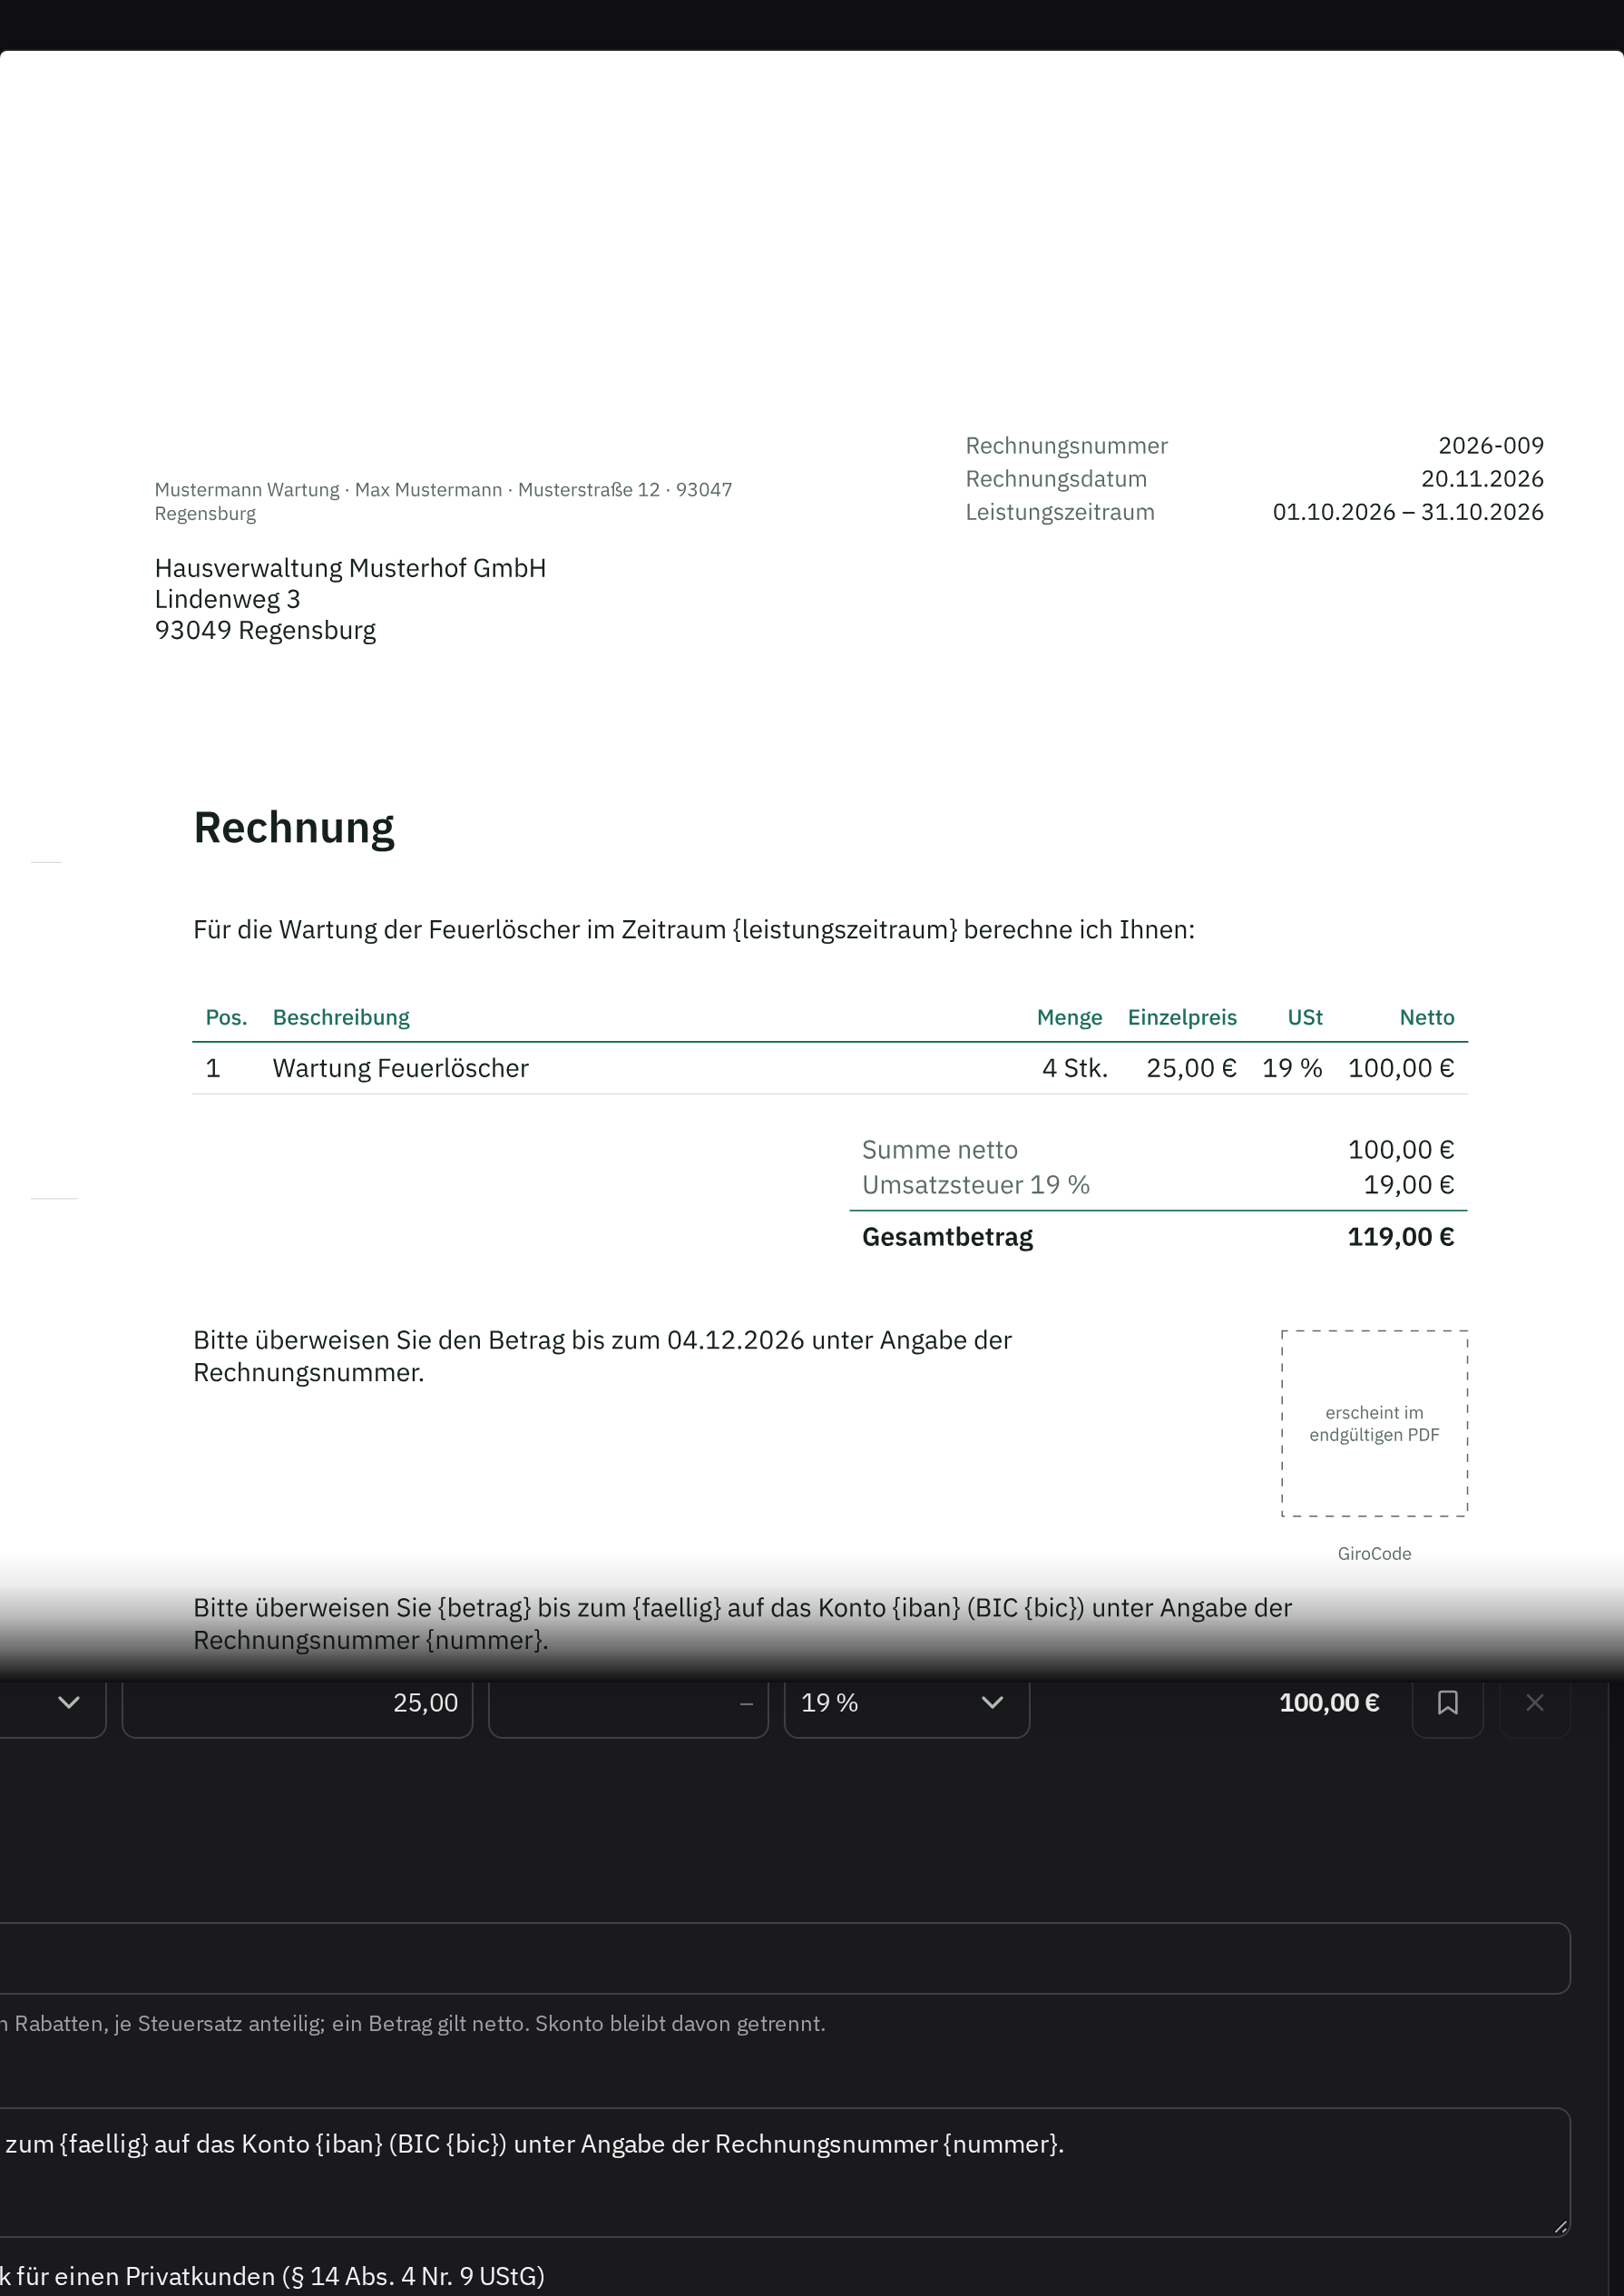 Rechnungsnummer 2026-009
Rechnungsdatum 20.11.2026
Leistungszeitraum 01.10.2026 – 31.10.2026
Mustermann Wartung · Max Mustermann · Musterstraße 12 · 93047
Regensburg
Hausverwaltung Musterhof GmbH
Lindenweg 3
93049 Regensburg
Rechnung
Für die Wartung der Feuerlöscher im Zeitraum {leistungszeitraum} berechne ich Ihnen:
Pos. Beschreibung Menge Einzelpreis USt Netto
1 Wartung Feuerlöscher 4 Stk. 25,00 € 19 % 100,00 €
Summe netto 100,00 €
Umsatzsteuer 19 % 19,00 €
Gesamtbetrag 119,00 €
Bitte überweisen Sie den Betrag bis zum 04.12.2026 unter Angabe der
Rechnungsnummer.
erscheint im
endgültigen PDF
GiroCode
Bitte überweisen Sie {betrag} bis zum {faellig} auf das Konto {iban} (BIC {bic}) unter Angabe der
Rechnungsnummer {nummer}.
25,00 – 19 % 100,00 €
n Rabatten, je Steuersatz anteilig; ein Betrag gilt netto. Skonto bleibt davon getrennt.
zum {faellig} auf das Konto {iban} (BIC {bic}) unter Angabe der Rechnungsnummer {nummer}.
k für einen Privatkunden (§ 14 Abs. 4 Nr. 9 UStG)